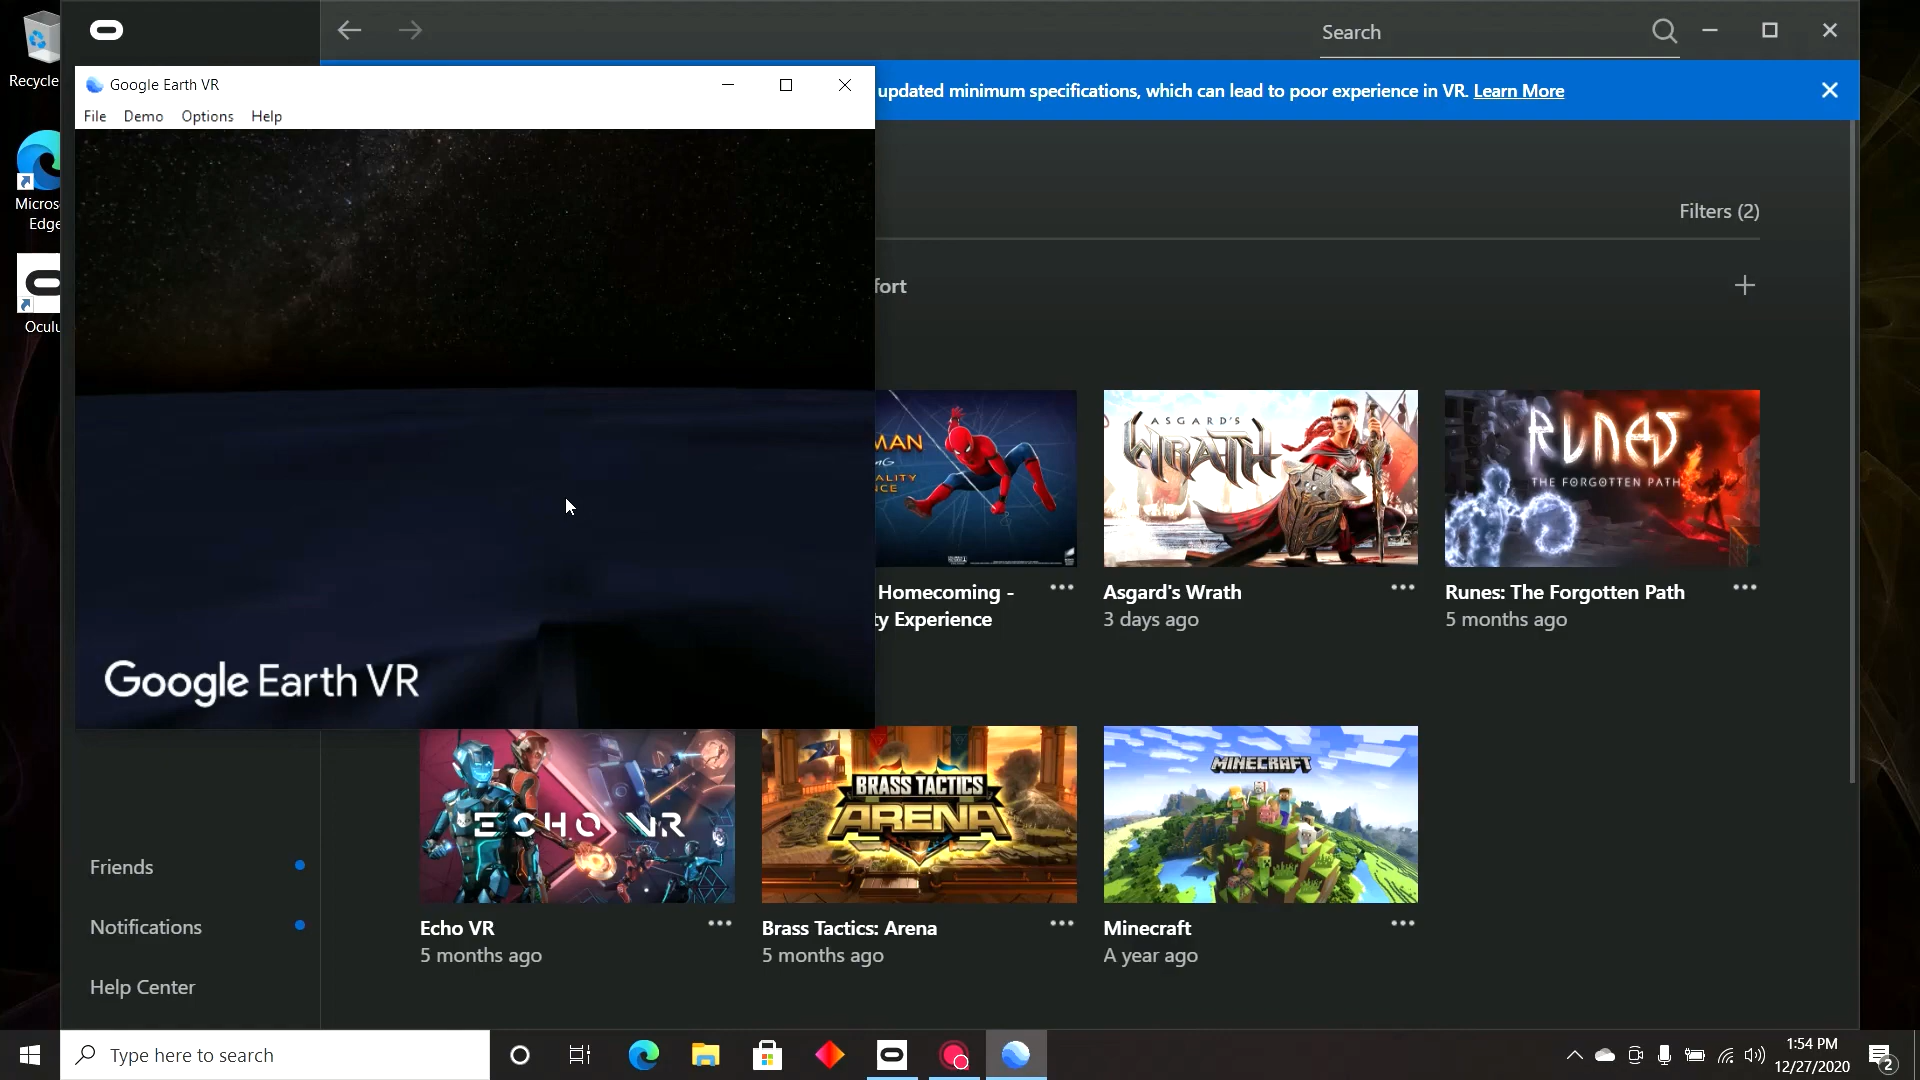 Search
Recycle
Google Earth VR
File Demo Options Help
updated minimum specifications, which can lead to poor experience in VR. Learn More
Micros
Edge
Filters (2)
fort
Oculu
MAN
NG
ALITY
NCE
ASGARD'S
WRATH
RUNES
THE FORGOTTEN PATH
Homecoming -
ty Experience
Asgard's Wrath
3 days ago
Runes: The Forgotten Path
5 months ago
Google Earth VR
ECHO VR
BRASS TACTICS
ARENA
MINECRAFT
Friends
Notifications
Help Center
Echo VR
5 months ago
Brass Tactics: Arena
5 months ago
Minecraft
A year ago
Type here to search
1:54 PM
12/27/2020
2